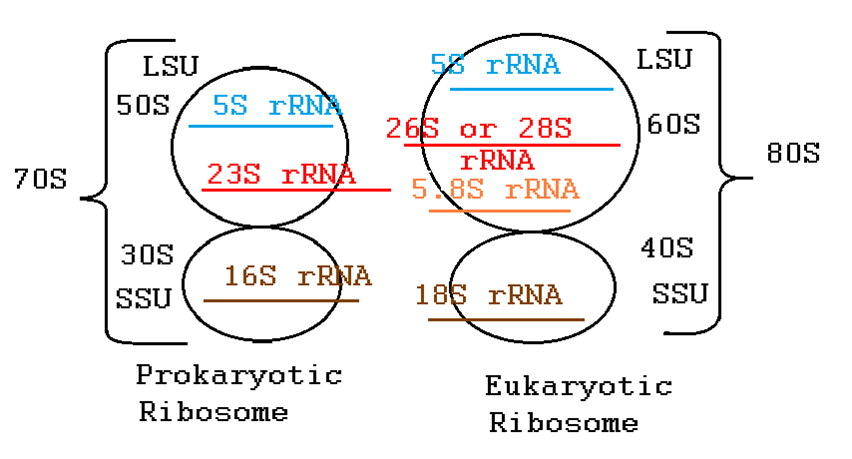 LSU
50S
5S rRNA
70S
23S rRNA
30S
16S rRNA
SSU
Prokaryotic
Ribosome
5S rRNA
LSU
26S or 28S
rRNA
60S
80S
5.8S rRNA
40S
18S rRNA
SSU
Eukaryotic
Ribosome